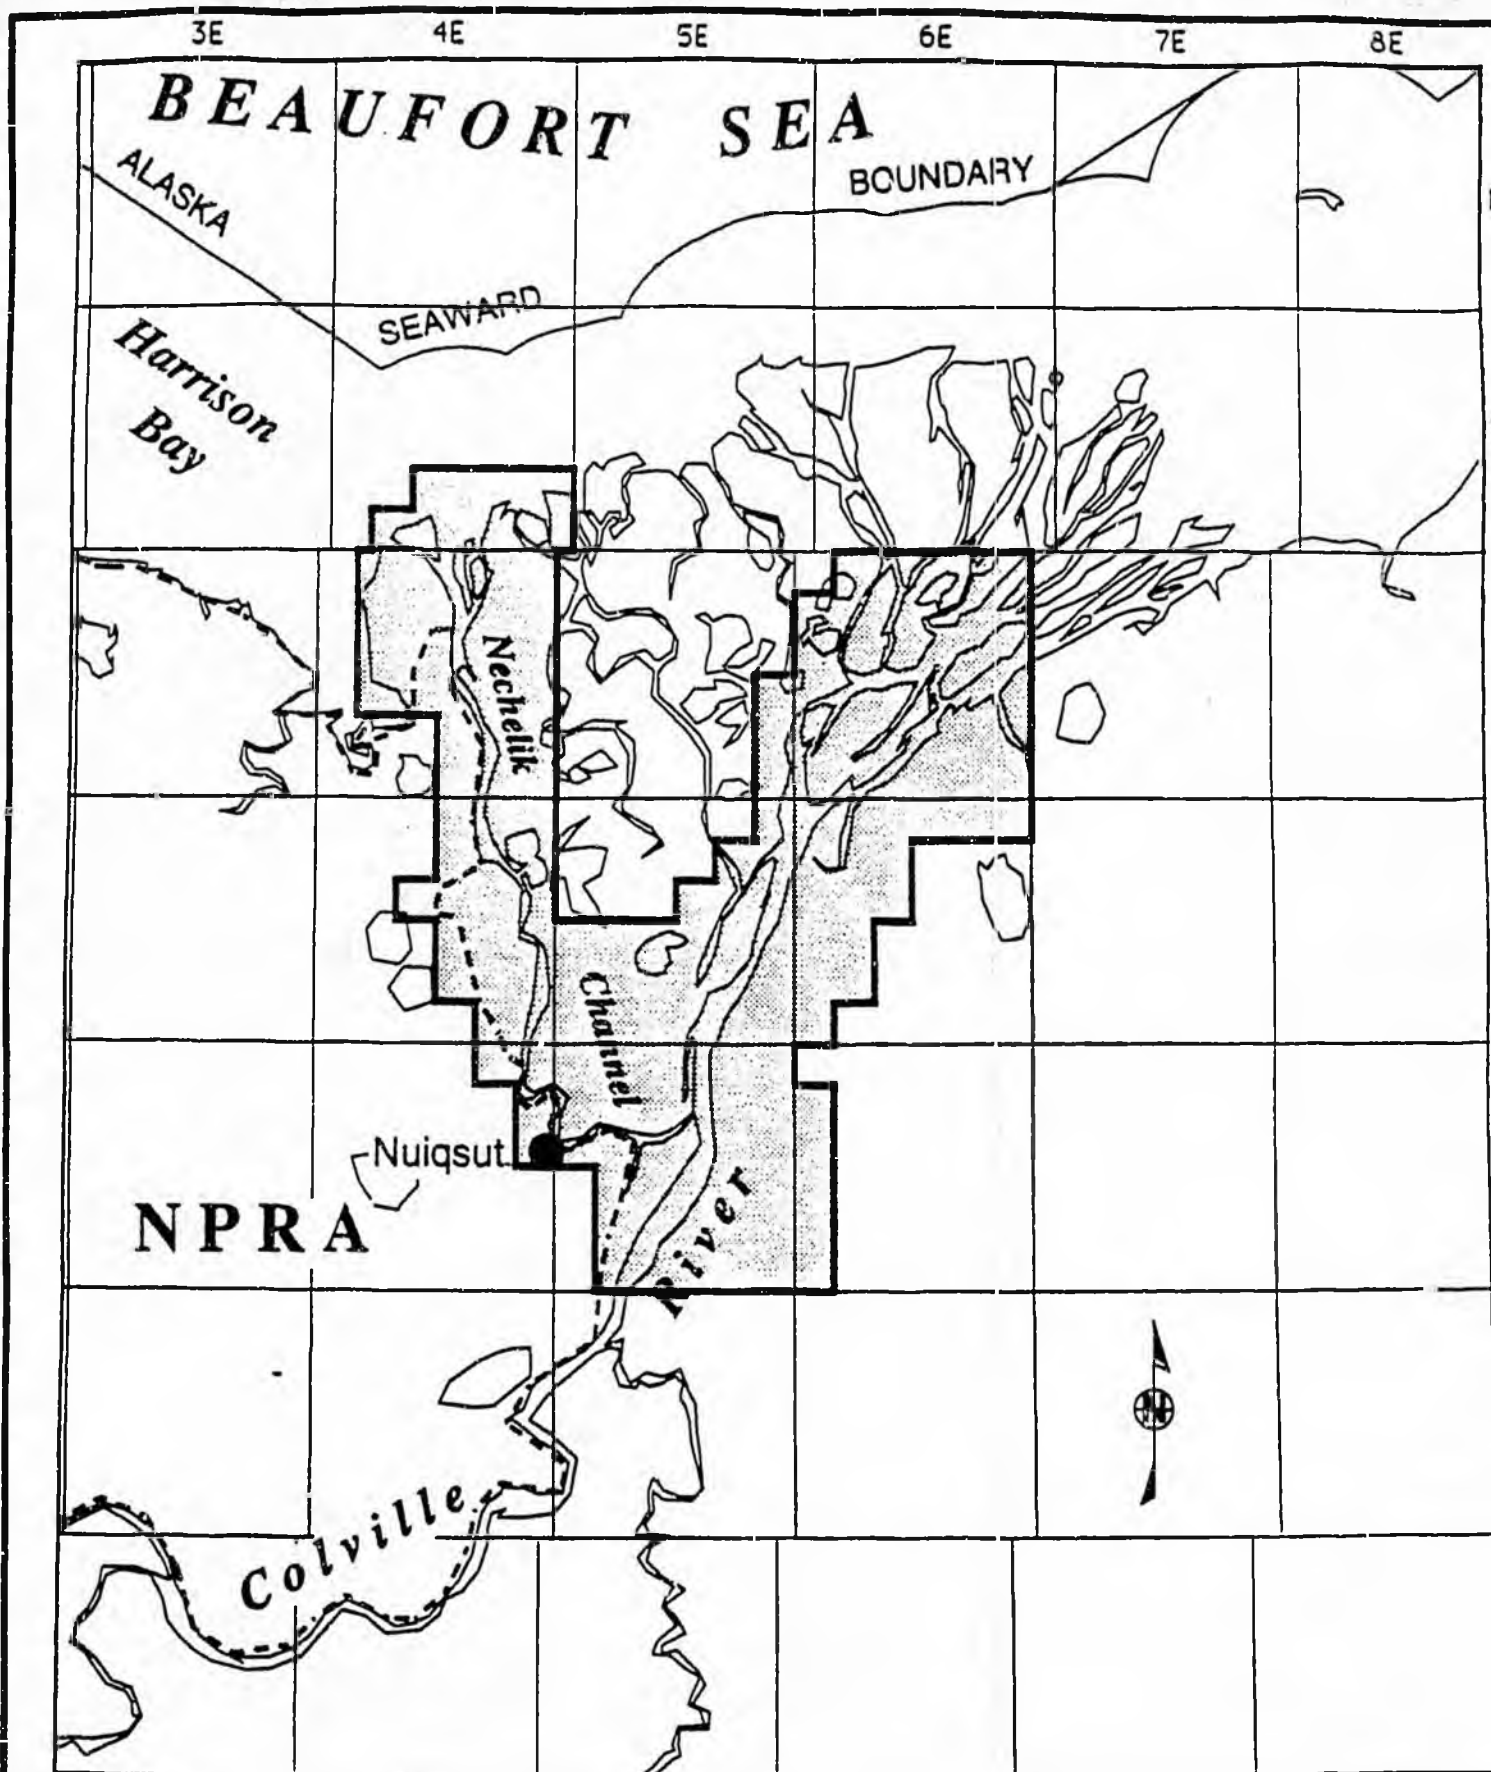 3E 4E 5E 6E 7E 8E
BEAUFORT SEA
ALASKA
SEAWARD
BOUNDARY
Harrison
Bay
Nechelik
Channel
Nuiqsut
NPRA
River
N
Colville